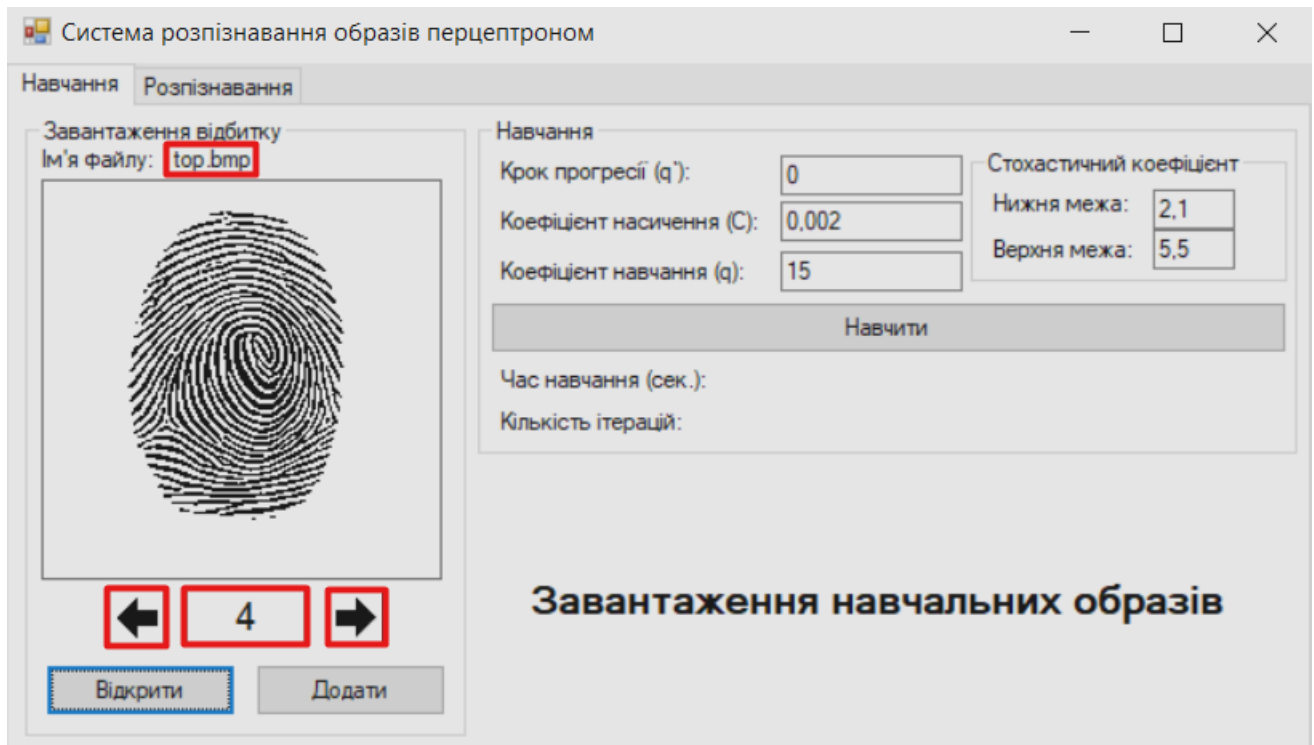 Система розпізнавання образів перцептроном
Навчання Розпізнавання
Завантаження відбитку
Ім'я файлу: top.bmp
4
Відкрити Додати
Навчання
Крок прогресії (q`): 0
Коефіцієнт насичення (C): 0,002
Коефіцієнт навчання (q): 15
Стохастичний коефіцієнт
Нижня межа: 2,1
Верхня межа: 5,5
Навчити
Час навчання (сек.):
Кількість ітерацій:
Завантаження навчальних образів